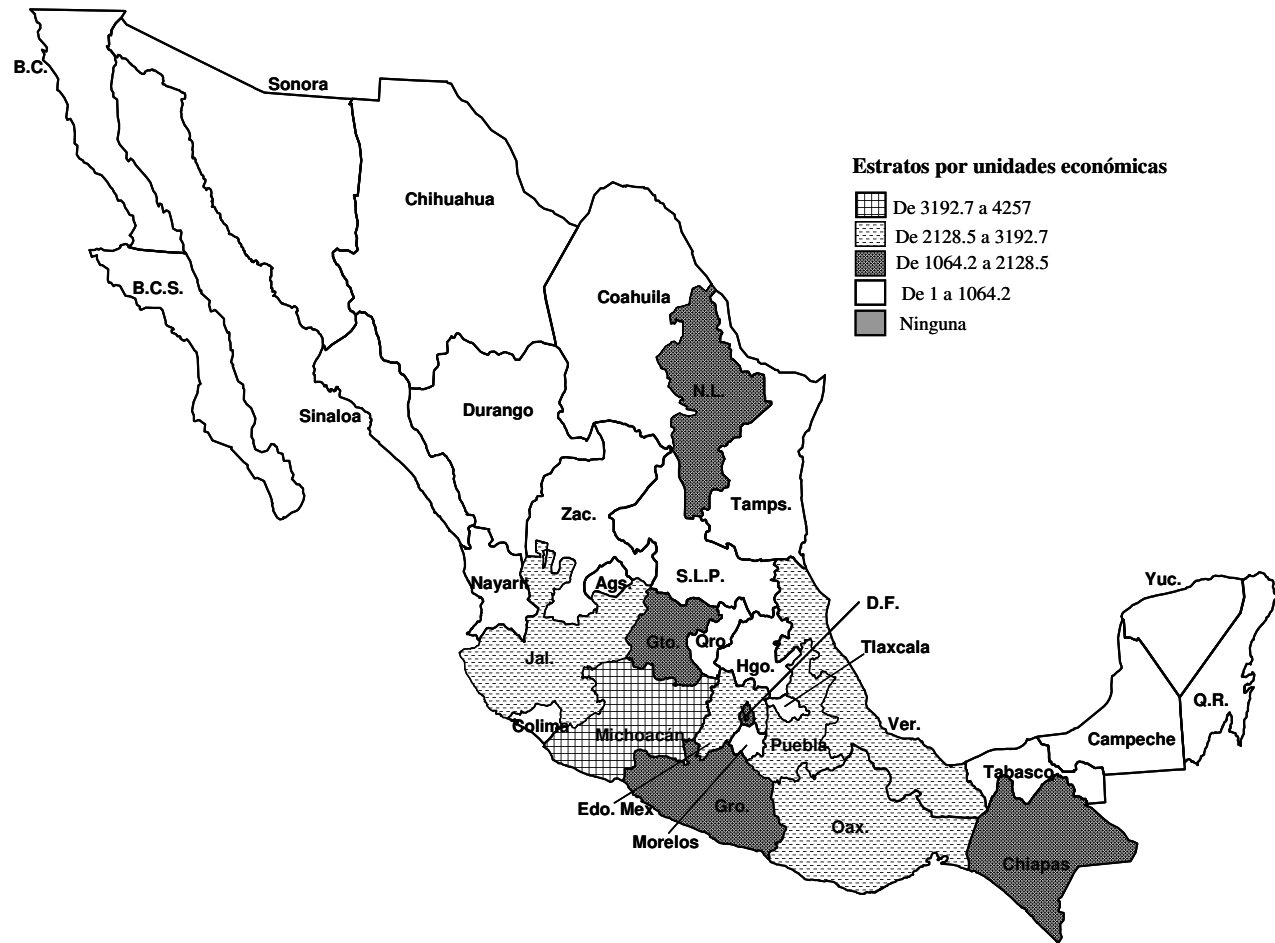 B.C.
Sonora
Chihuahua
B.C.S.
Coahuila
Estratos por unidades económicas
De 3192.7 a 4257
De 2128.5 a 3192.7
De 1064.2 a 2128.5
De 1 a 1064.2
Ninguna
N.L.
Sinaloa
Durango
Zac.
Tamps.
Nayarit
Ags.
S.L.P.
Yuc.
D.F.
Tlaxcala
Jal.
Gto.
Qro.
Hgo.
Q.R.
Colima
Michoacán
Puebla
Ver.
Campeche
Tabasco
Edo. Mex
Gro.
Morelos
Oax.
Chiapas